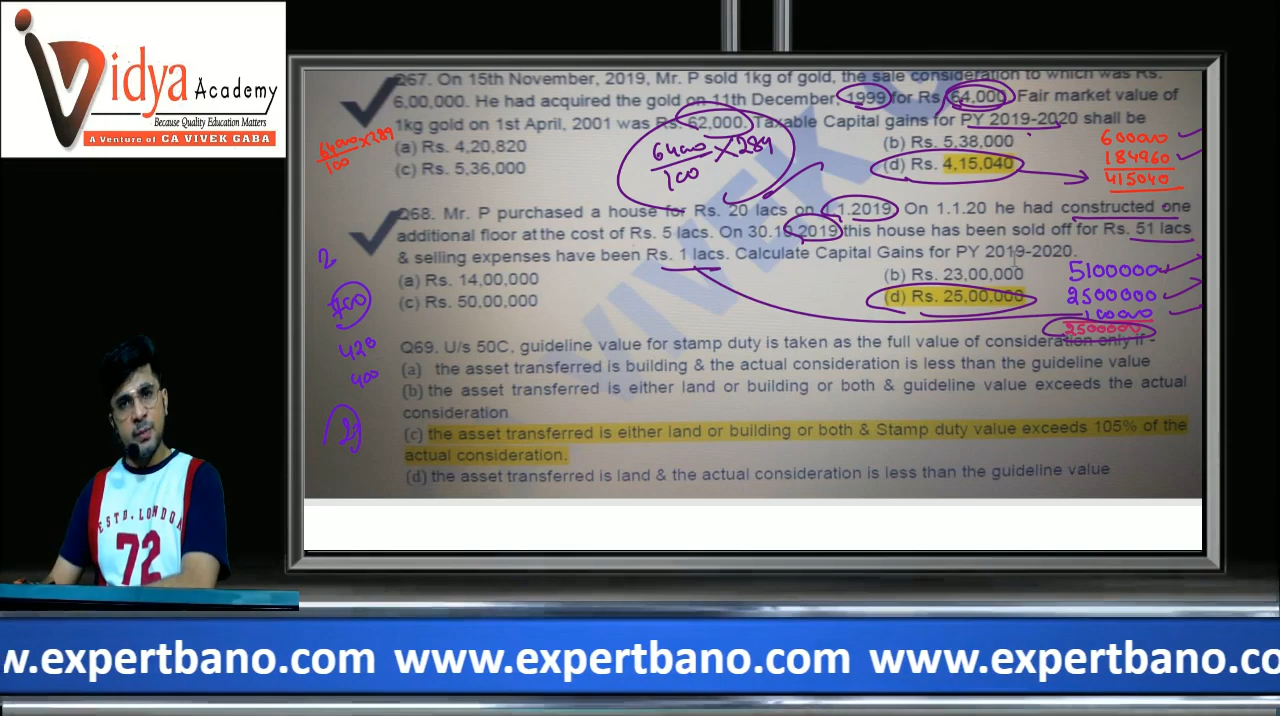 Vidya Academy
Because Quality Education Matters
A Venture of CA VIVEK GABA
64000/100 × 289
Q67. On 15th November, 2019, Mr. P sold 1kg of gold, the sale consideration to which was Rs.
6,00,000. He had acquired the gold on 11th December, 1999 for Rs. 64,000. Fair market value of
1kg gold on 1st April, 2001 was Rs. 62,000. Taxable Capital gains for PY 2019-2020 shall be
(a) Rs. 4,20,820
(b) Rs. 5,38,000
(c) Rs. 5,36,000
(d) Rs. 4,15,040
64000/100 × 289
600000
184960
415040
Q68. Mr. P purchased a house for Rs. 20 lacs on 1.1.2019. On 1.1.20 he had constructed one
additional floor at the cost of Rs. 5 lacs. On 30.10.2019 this house has been sold off for Rs. 51 lacs
& selling expenses have been Rs. 1 lacs. Calculate Capital Gains for PY 2019-2020.
(a) Rs. 14,00,000
(b) Rs. 23,00,000
(c) Rs. 50,00,000
(d) Rs. 25,00,000
5100000
2500000
100000
2500000
2
420
400
Q69. U/s 50C, guideline value for stamp duty is taken as the full value of consideration only if -
(a) the asset transferred is building & the actual consideration is less than the guideline value
(b) the asset transferred is either land or building or both & guideline value exceeds the actual
consideration
(c) the asset transferred is either land or building or both & Stamp duty value exceeds 105% of the
actual consideration.
(d) the asset transferred is land & the actual consideration is less than the guideline value
VIVEK
ESTD. LONDON
72
w.expertbano.com www.expertbano.com www.expertbano.co